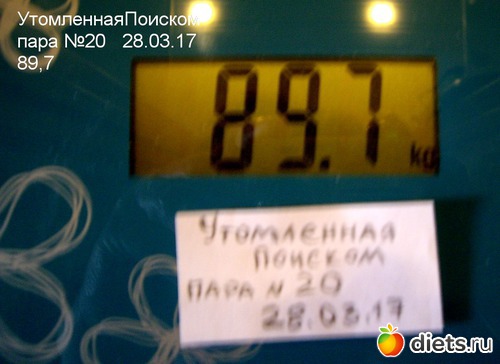 УтомленнаяПоиском
пара №20 28.03.17
89,7
89.7 kg
Утомленная
поиском
пара N 20
28.03.17
diets.ru